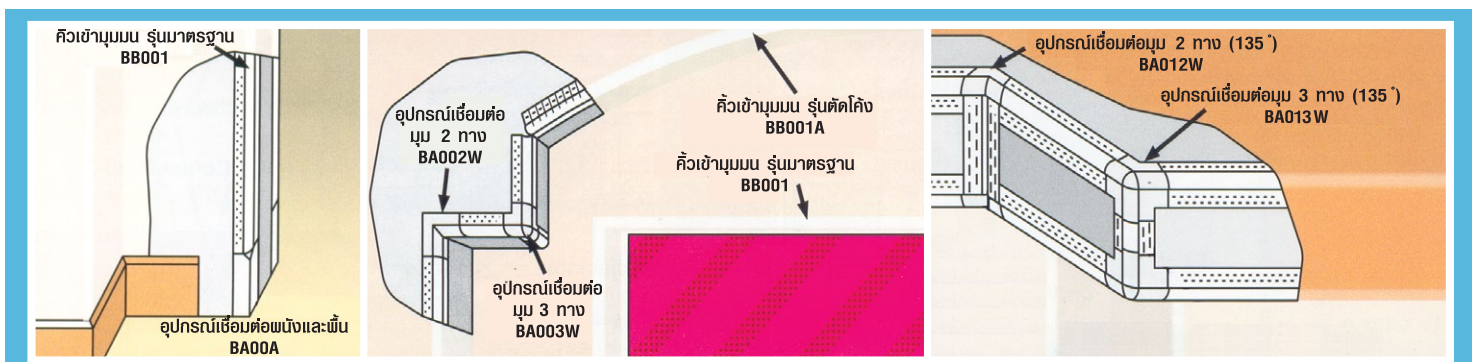 คิ้วเข้ามุมมน รุ่นมาตรฐาน
BB001
อุปกรณ์เชื่อมต่อผนังและพื้น
BA00A
อุปกรณ์เชื่อมต่อ
มุม 2 ทาง
BA002W
อุปกรณ์เชื่อมต่อ
มุม 3 ทาง
BA003W
คิ้วเข้ามุมมน รุ่นตัดโค้ง
BB001A
คิ้วเข้ามุมมน รุ่นมาตรฐาน
BB001
อุปกรณ์เชื่อมต่อมุม 2 ทาง (135°)
BA012W
อุปกรณ์เชื่อมต่อมุม 3 ทาง (135°)
BA013W